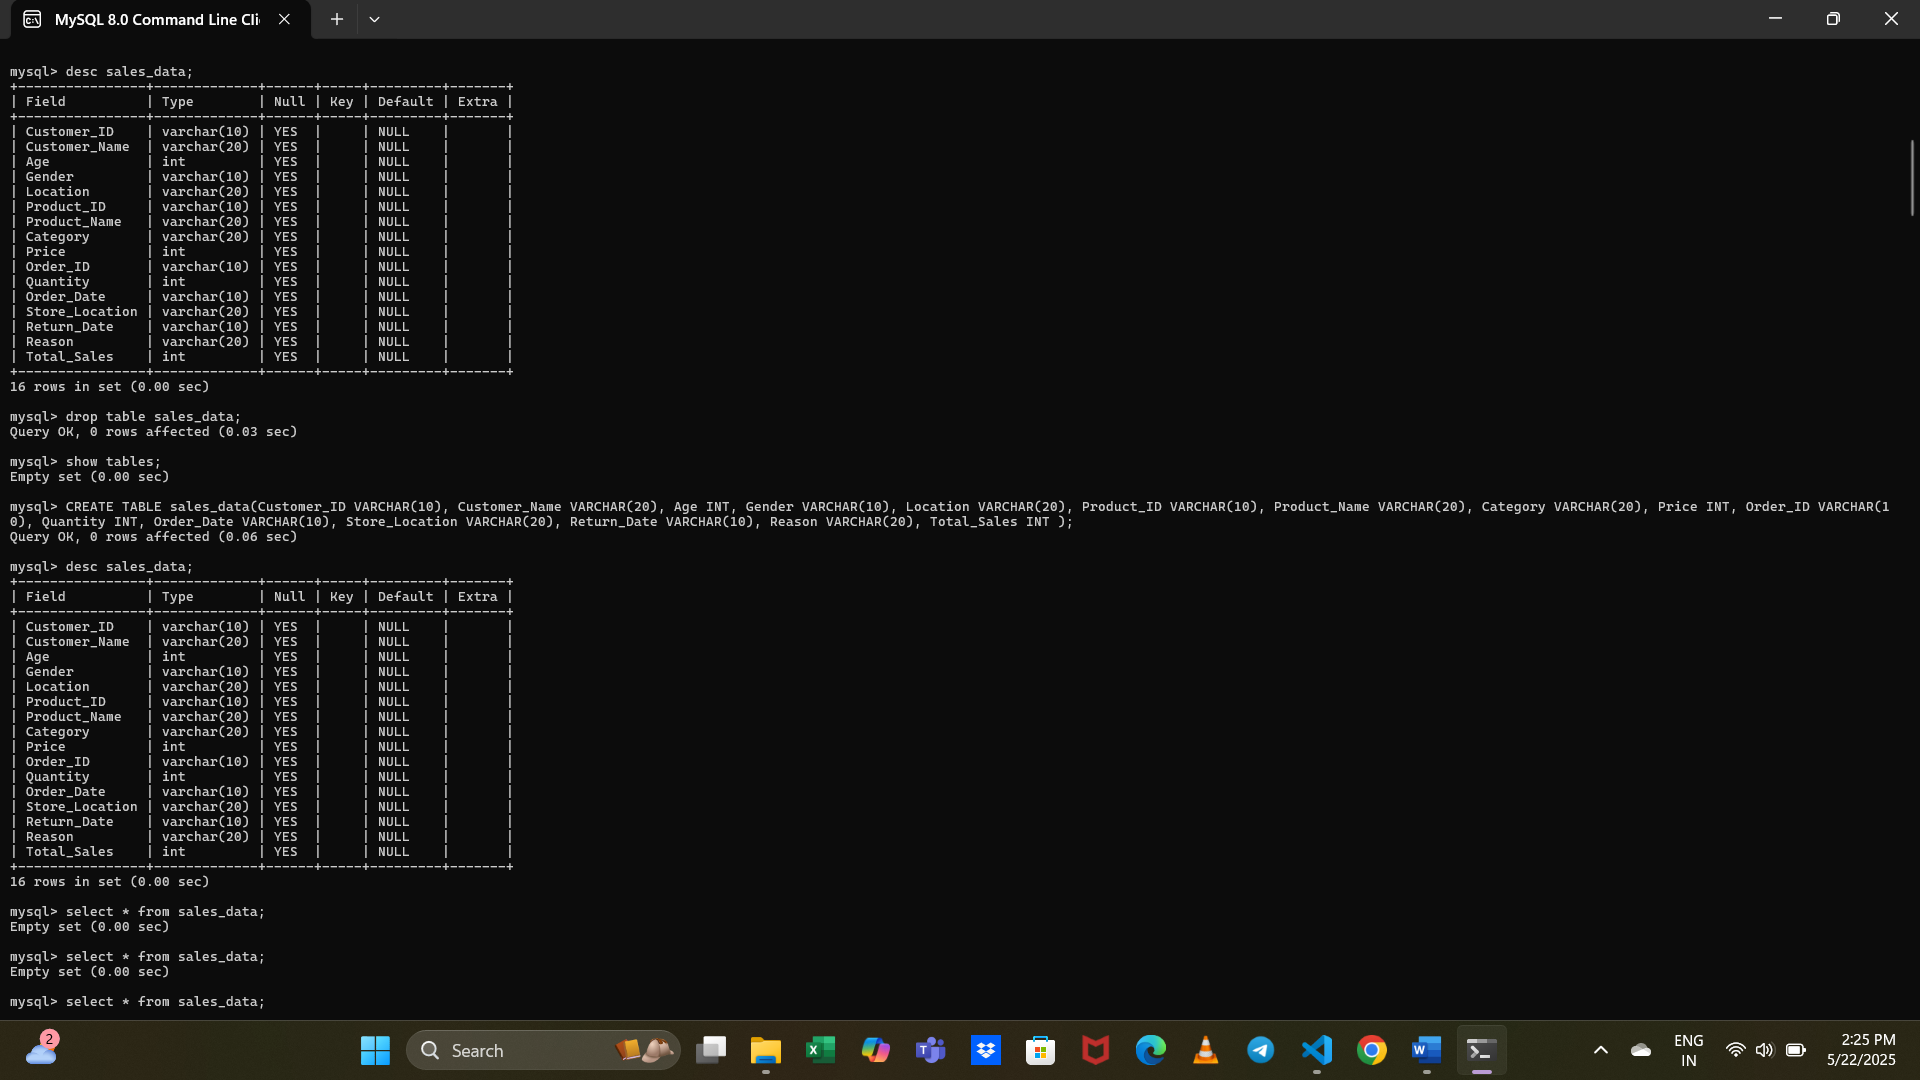 MySQL 8.0 Command Line Cli
mysql> desc sales_data;
+----------------+-------------+------+-----+---------+-------+
| Field          | Type        | Null | Key | Default | Extra |
+----------------+-------------+------+-----+---------+-------+
| Customer_ID    | varchar(10) | YES  |     | NULL    |       |
| Customer_Name  | varchar(20) | YES  |     | NULL    |       |
| Age            | int         | YES  |     | NULL    |       |
| Gender         | varchar(10) | YES  |     | NULL    |       |
| Location       | varchar(20) | YES  |     | NULL    |       |
| Product_ID     | varchar(10) | YES  |     | NULL    |       |
| Product_Name   | varchar(20) | YES  |     | NULL    |       |
| Category       | varchar(20) | YES  |     | NULL    |       |
| Price          | int         | YES  |     | NULL    |       |
| Order_ID       | varchar(10) | YES  |     | NULL    |       |
| Quantity       | int         | YES  |     | NULL    |       |
| Order_Date     | varchar(10) | YES  |     | NULL    |       |
| Store_Location | varchar(20) | YES  |     | NULL    |       |
| Return_Date    | varchar(10) | YES  |     | NULL    |       |
| Reason         | varchar(20) | YES  |     | NULL    |       |
| Total_Sales    | int         | YES  |     | NULL    |       |
+----------------+-------------+------+-----+---------+-------+
16 rows in set (0.00 sec)
mysql> drop table sales_data;
Query OK, 0 rows affected (0.03 sec)
mysql> show tables;
Empty set (0.00 sec)
mysql> CREATE TABLE sales_data(Customer_ID VARCHAR(10), Customer_Name VARCHAR(20), Age INT, Gender VARCHAR(10), Location VARCHAR(20), Product_ID VARCHAR(10), Product_Name VARCHAR(20), Category VARCHAR(20), Price INT, Order_ID VARCHAR(1
0), Quantity INT, Order_Date VARCHAR(10), Store_Location VARCHAR(20), Return_Date VARCHAR(10), Reason VARCHAR(20), Total_Sales INT );
Query OK, 0 rows affected (0.06 sec)
mysql> desc sales_data;
+----------------+-------------+------+-----+---------+-------+
| Field          | Type        | Null | Key | Default | Extra |
+----------------+-------------+------+-----+---------+-------+
| Customer_ID    | varchar(10) | YES  |     | NULL    |       |
| Customer_Name  | varchar(20) | YES  |     | NULL    |       |
| Age            | int         | YES  |     | NULL    |       |
| Gender         | varchar(10) | YES  |     | NULL    |       |
| Location       | varchar(20) | YES  |     | NULL    |       |
| Product_ID     | varchar(10) | YES  |     | NULL    |       |
| Product_Name   | varchar(20) | YES  |     | NULL    |       |
| Category       | varchar(20) | YES  |     | NULL    |       |
| Price          | int         | YES  |     | NULL    |       |
| Order_ID       | varchar(10) | YES  |     | NULL    |       |
| Quantity       | int         | YES  |     | NULL    |       |
| Order_Date     | varchar(10) | YES  |     | NULL    |       |
| Store_Location | varchar(20) | YES  |     | NULL    |       |
| Return_Date    | varchar(10) | YES  |     | NULL    |       |
| Reason         | varchar(20) | YES  |     | NULL    |       |
| Total_Sales    | int         | YES  |     | NULL    |       |
+----------------+-------------+------+-----+---------+-------+
16 rows in set (0.00 sec)
mysql> select * from sales_data;
Empty set (0.00 sec)
mysql> select * from sales_data;
Empty set (0.00 sec)
mysql> select * from sales_data;
2
Search
ENG
IN
2:25 PM
5/22/2025